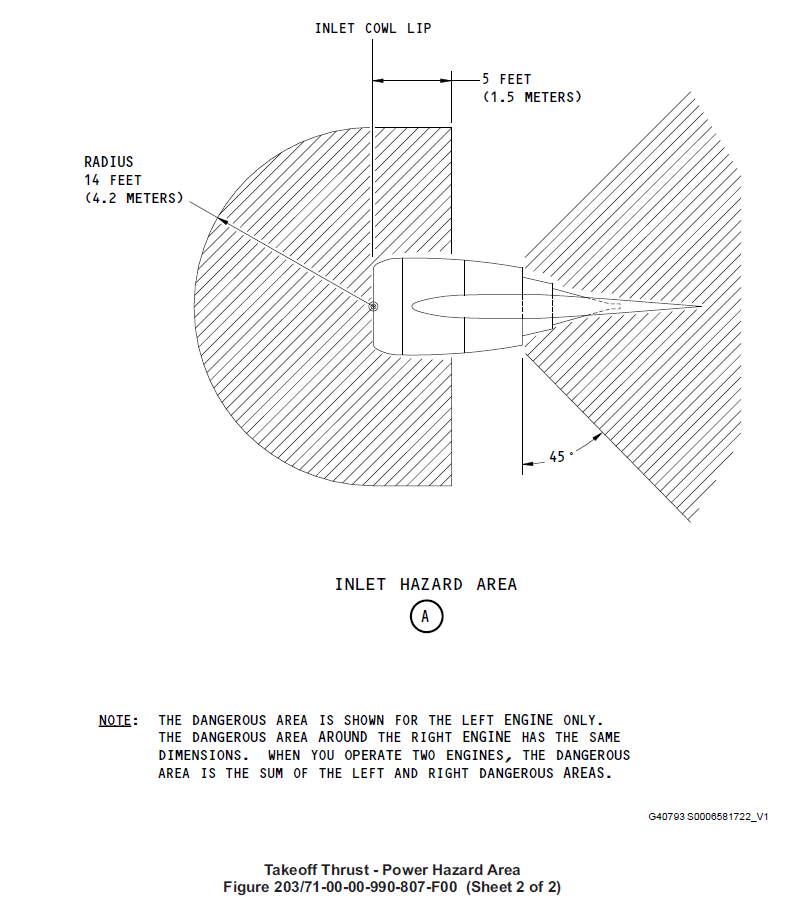 INLET COWL LIP
5 FEET
(1.5 METERS)
RADIUS
14 FEET
(4.2 METERS)
45°
INLET HAZARD AREA
A
NOTE: THE DANGEROUS AREA IS SHOWN FOR THE LEFT ENGINE ONLY.
THE DANGEROUS AREA AROUND THE RIGHT ENGINE HAS THE SAME
DIMENSIONS. WHEN YOU OPERATE TWO ENGINES, THE DANGEROUS
AREA IS THE SUM OF THE LEFT AND RIGHT DANGEROUS AREAS.
G40793 S0006581722_V1
Takeoff Thrust - Power Hazard Area
Figure 203/71-00-00-990-807-F00 (Sheet 2 of 2)